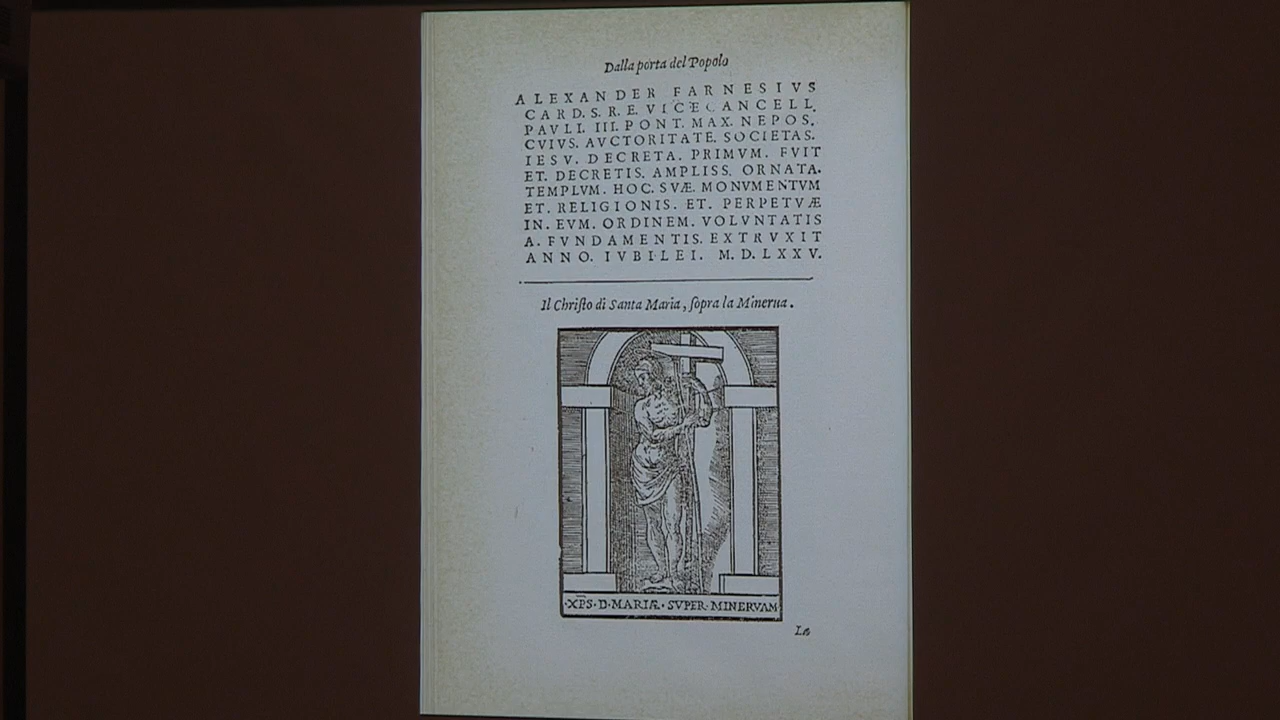 Dalla porta del Popolo
ALEXANDER FARNESIVS
CARD. S. R. E. VICECANCELL.
PAVLI. III. PONT. MAX. NEPOS.
CVIVS. AVCTORITATE. SOCIETAS.
IESV. DECRETA. PRIMVM. FVIT
ET. DECRETIS. AMPLISS. ORNATA.
TEMPLVM. HOC. SVÆ. MONVMENTVM
ET. RELIGIONIS. ET. PERPETVÆ
IN. EVM. ORDINEM. VOLVNTATIS
A. FVNDAMENTIS. EXTRVXIT
ANNO. IVBILEI. M. D. LXXV.
Il Chriſto di Santa Maria, ſopra la Minerua.
·XP̅S·D·MARIÆ·SVPER·MINERVAM
Le